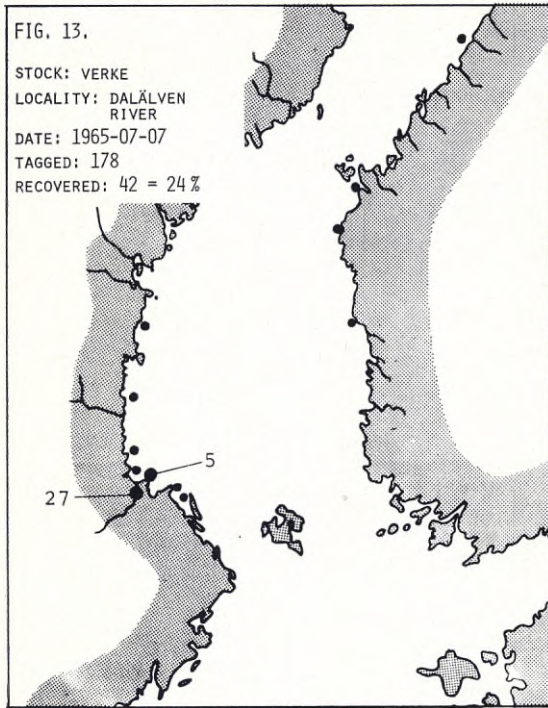 FIG. 13.
STOCK: VERKE
LOCALITY: DALÄLVEN
RIVER
DATE: 1965-07-07
TAGGED: 178
RECOVERED: 42 = 24 %
5
27